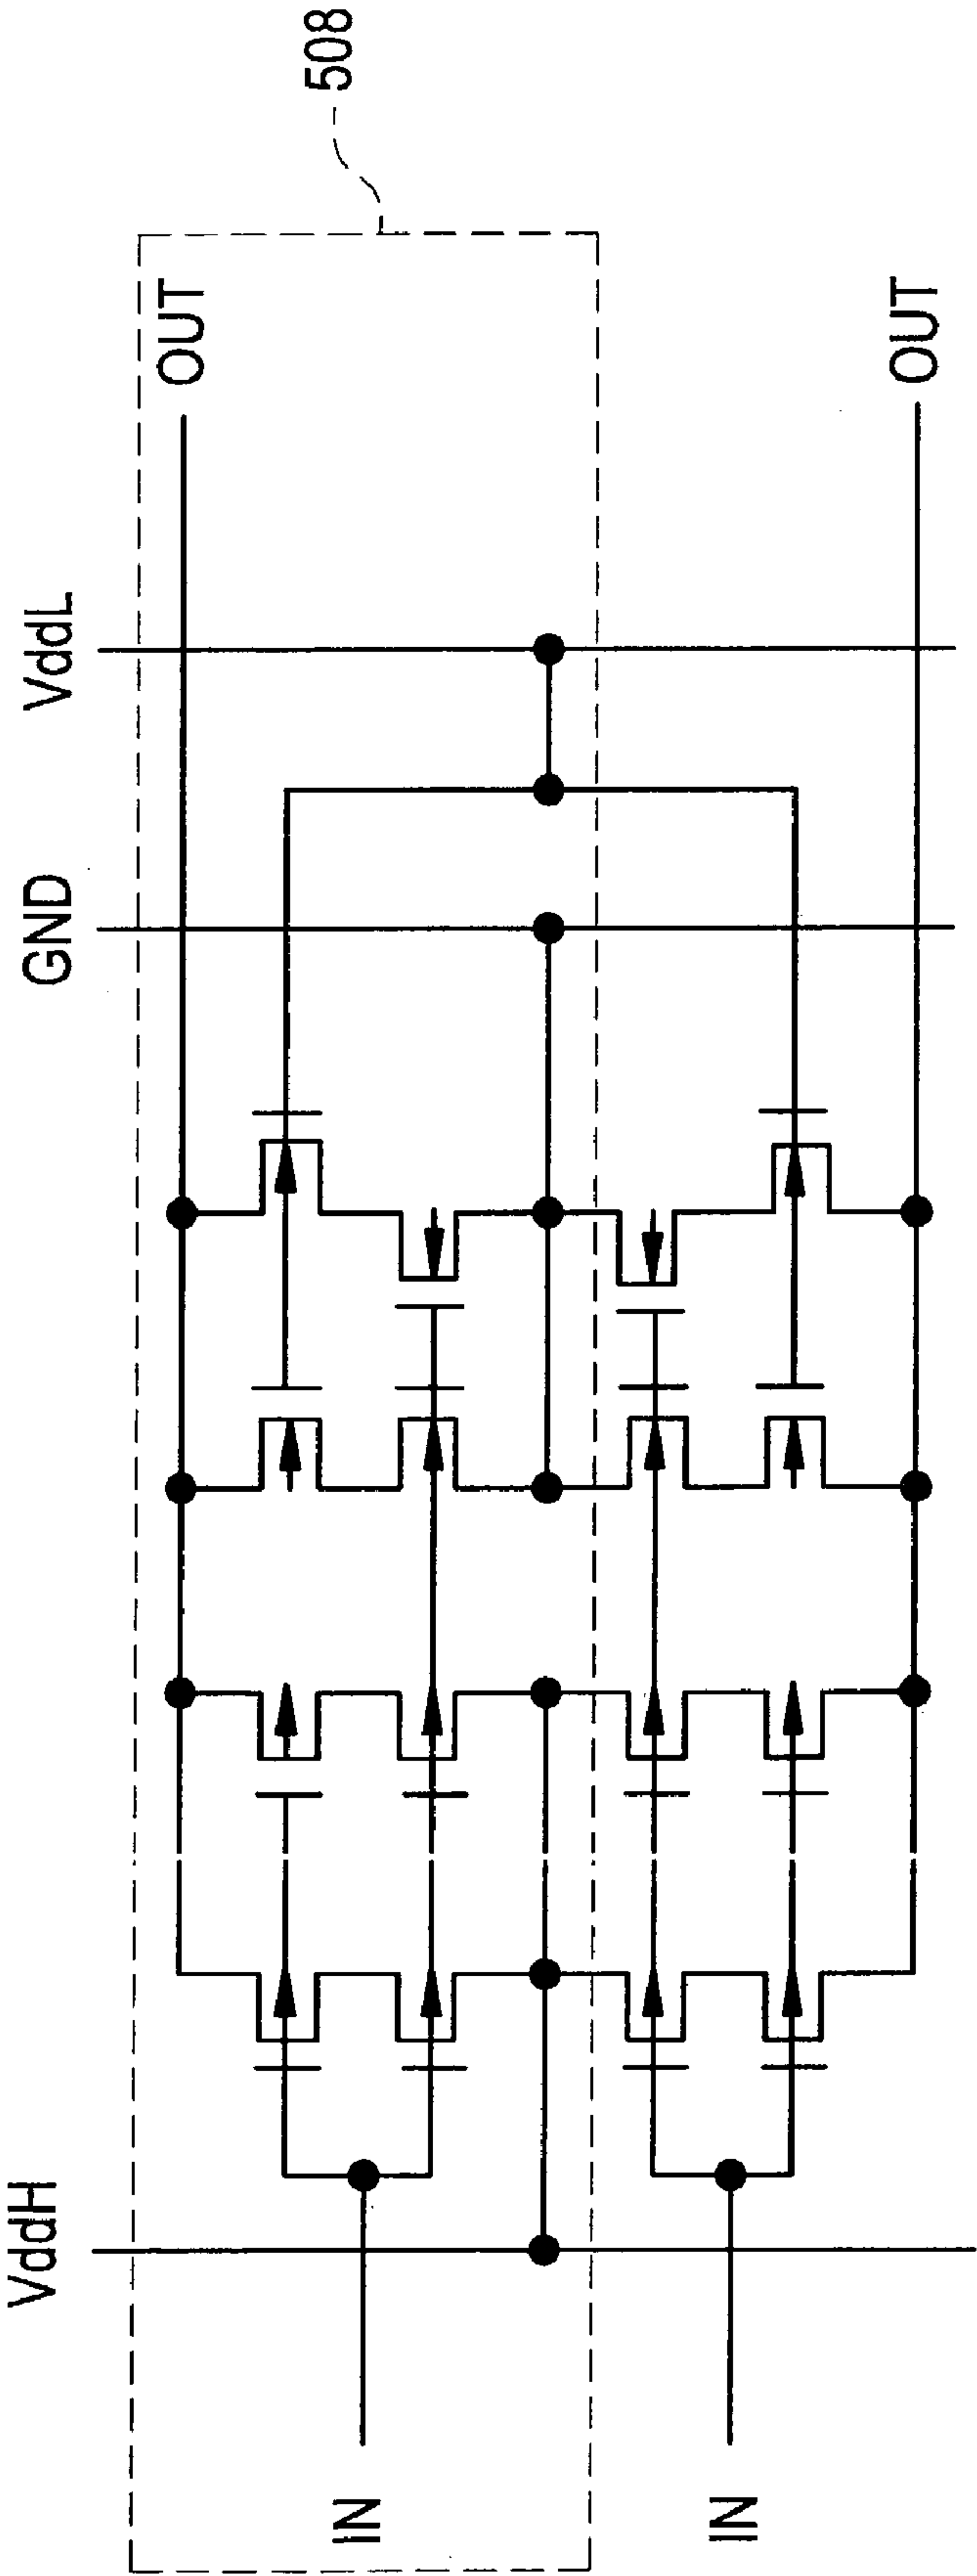 508
OUT
OUT
VddL
GND
VddH
IN
IN